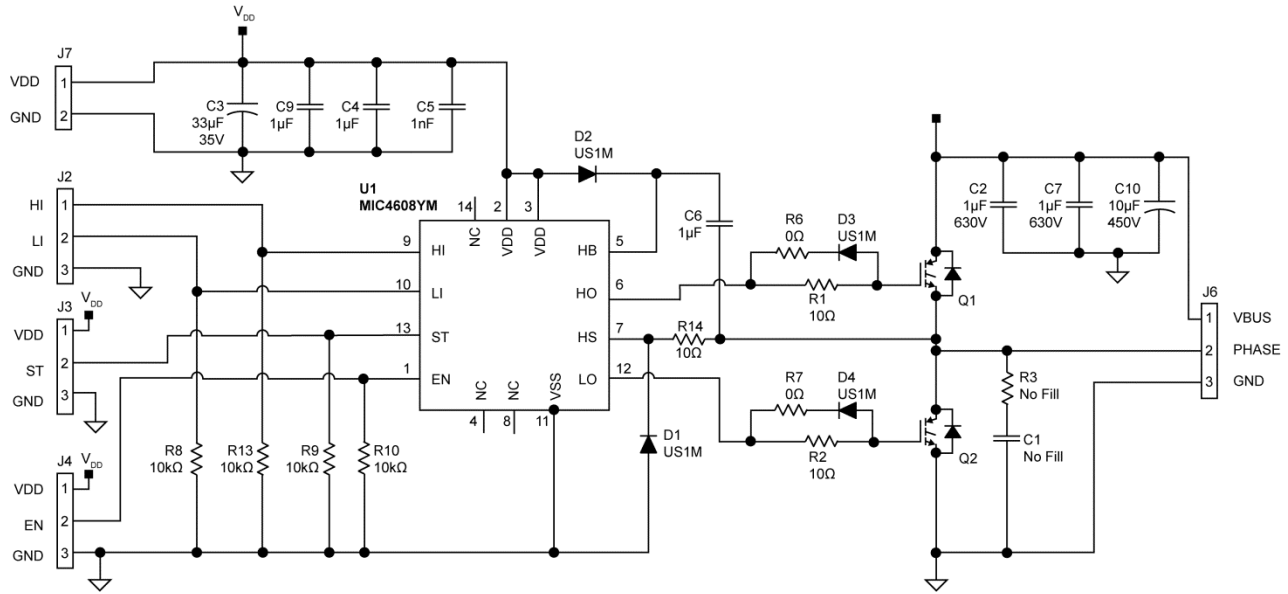 V_DD
J7
VDD 1
GND 2
C3
33µF
35V
C9
1µF
C4
1µF
C5
1nF
D2
US1M
J2
HI 1
LI 2
GND 3
U1
MIC4608YM
14 2 3
NC VDD VDD
9 HI
10 LI
13 ST
1 EN
HB 5
HO 6
HS 7
LO 12
NC NC VSS
4 8 11
C6
1µF
R6
0Ω
D3
US1M
R1
10Ω
Q1
C2
1µF
630V
C7
1µF
630V
C10
10µF
450V
J3
V_DD
VDD 1
ST 2
GND 3
R14
10Ω
R7
0Ω
D4
US1M
R2
10Ω
Q2
J6
1 VBUS
2 PHASE
3 GND
R3
No Fill
C1
No Fill
D1
US1M
R8
10kΩ
R13
10kΩ
R9
10kΩ
R10
10kΩ
J4
V_DD
VDD 1
EN 2
GND 3